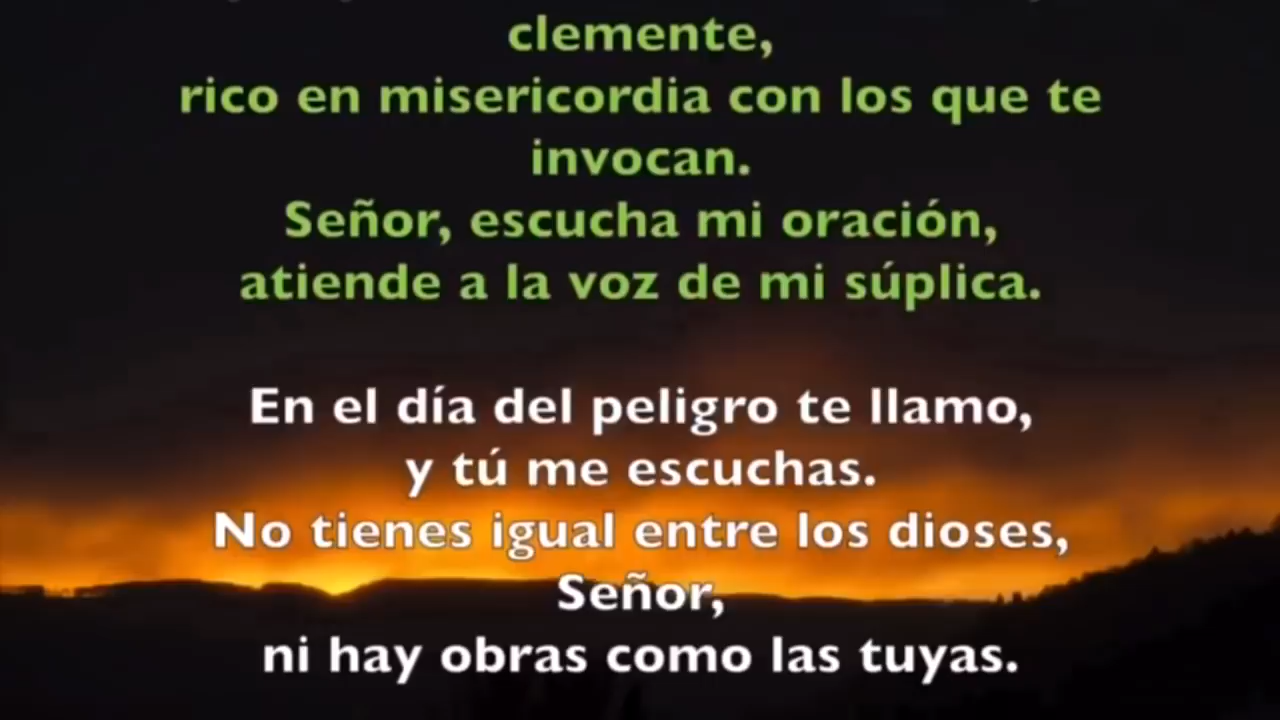 clemente,
rico en misericordia con los que te
invocan.
Señor, escucha mi oración,
atiende a la voz de mi súplica.
En el día del peligro te llamo,
y tú me escuchas.
No tienes igual entre los dioses,
Señor,
ni hay obras como las tuyas.